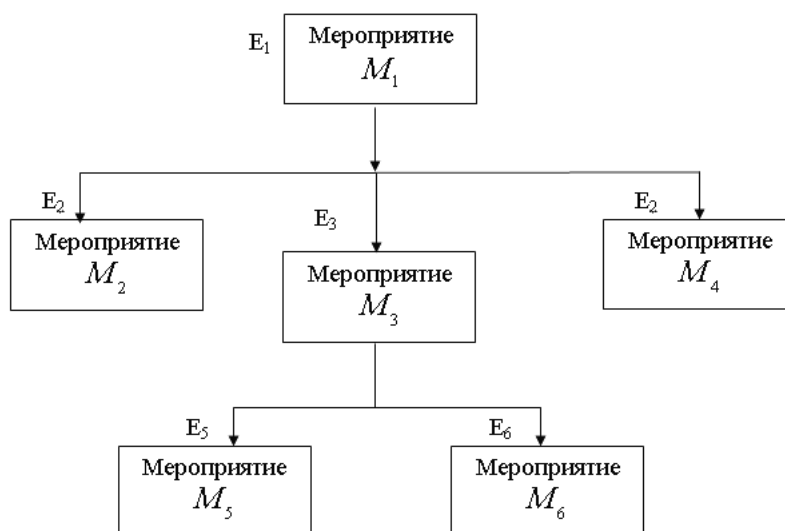 E₁
Мероприятие
M₁
E₂
E₃
E₂
Мероприятие
M₂
Мероприятие
M₃
Мероприятие
M₄
E₅
E₆
Мероприятие
M₅
Мероприятие
M₆